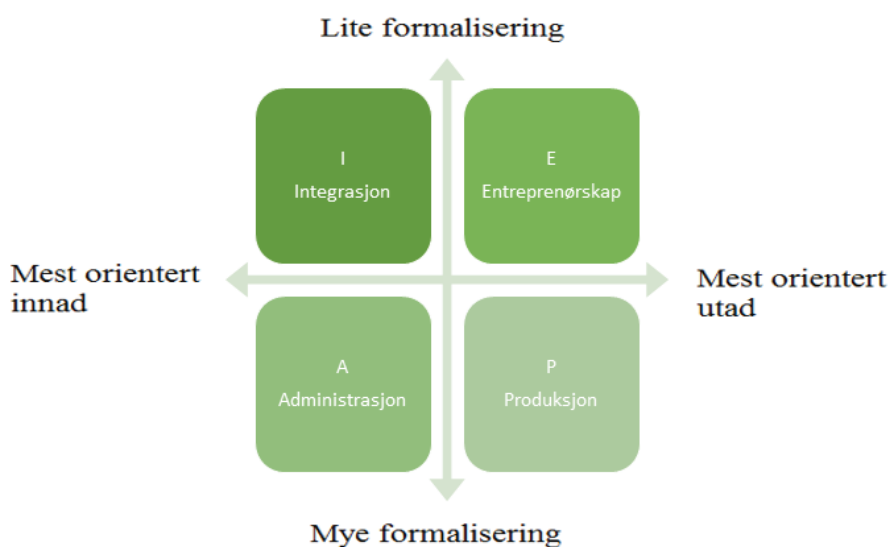 Lite formalisering
I
Integrasjon
E
Entreprenørskap
Mest orientert
innad
Mest orientert
utad
A
Administrasjon
P
Produksjon
Mye formalisering